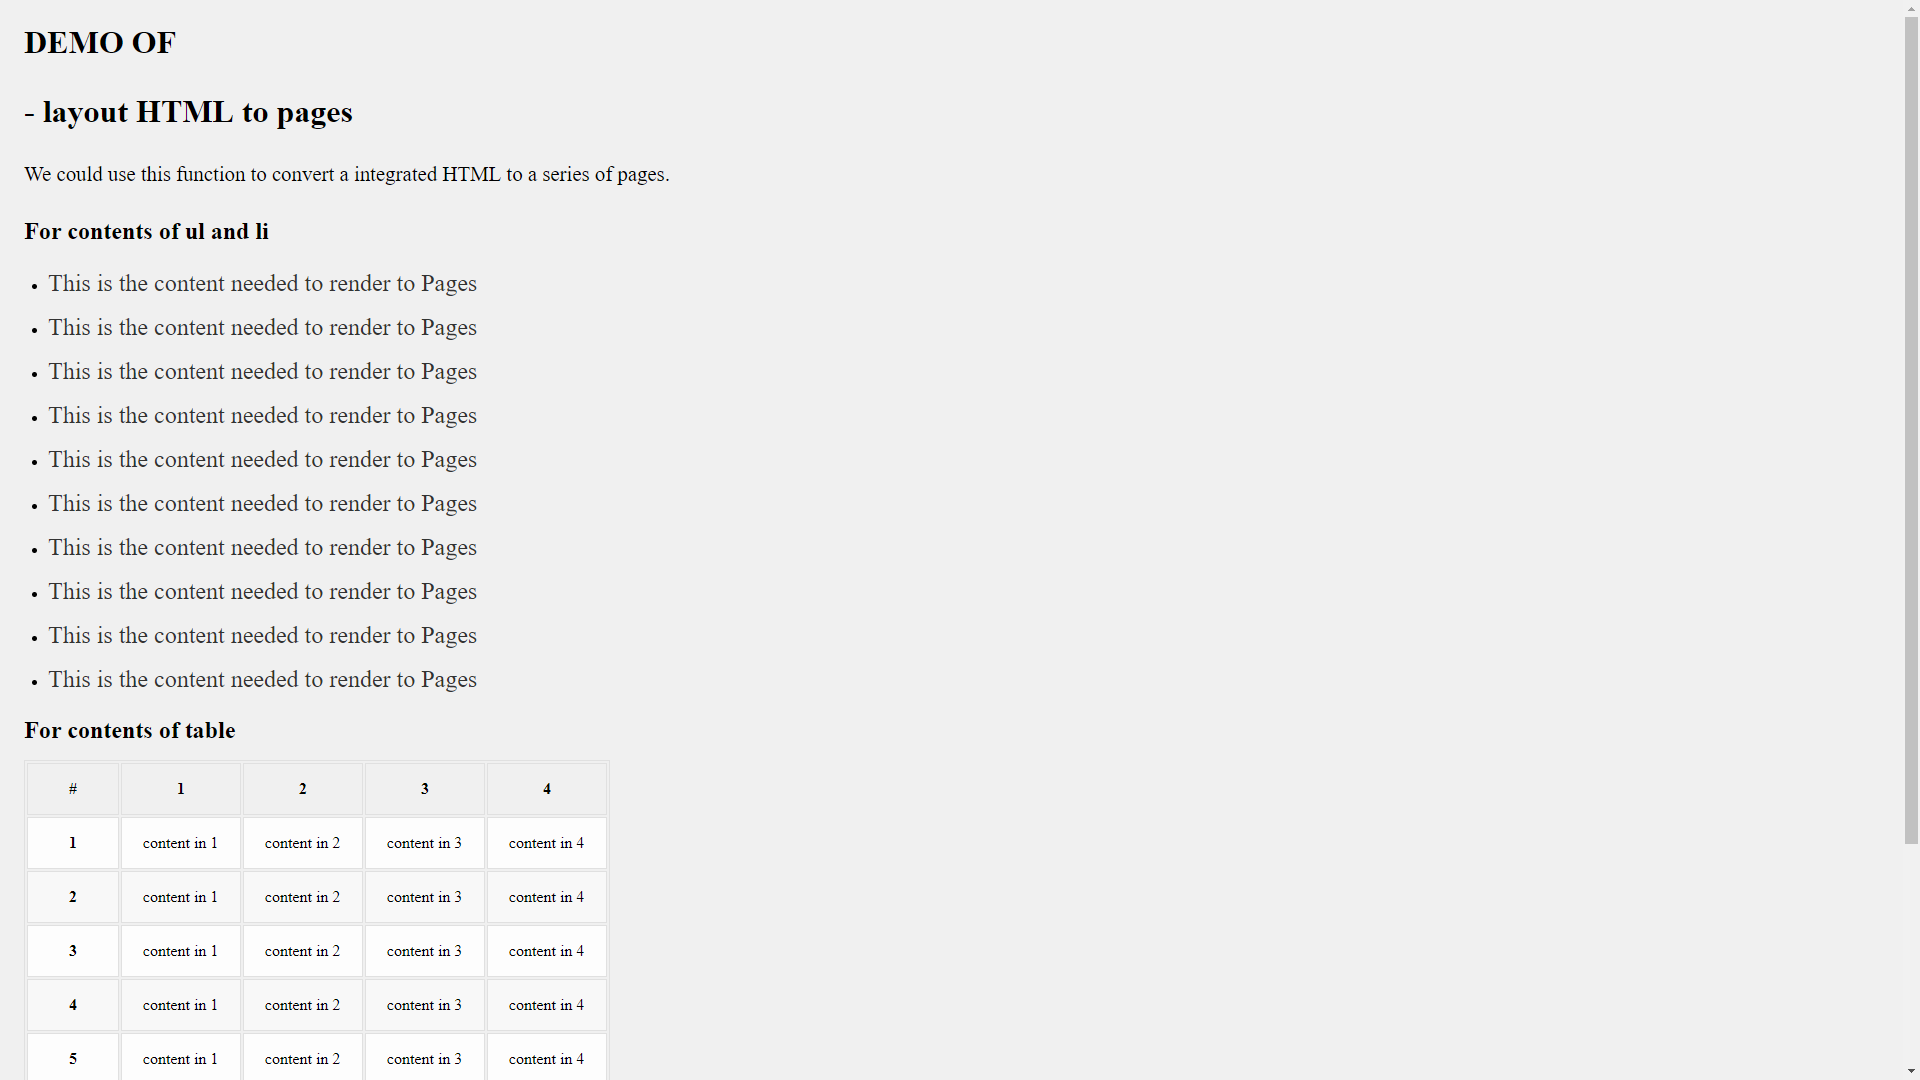 DEMO OF
- layout HTML to pages
We could use this function to convert a integrated HTML to a series of pages.
For contents of ul and li
• This is the content needed to render to Pages
• This is the content needed to render to Pages
• This is the content needed to render to Pages
• This is the content needed to render to Pages
• This is the content needed to render to Pages
• This is the content needed to render to Pages
• This is the content needed to render to Pages
• This is the content needed to render to Pages
• This is the content needed to render to Pages
• This is the content needed to render to Pages
For contents of table
# 1 2 3 4
1 content in 1 content in 2 content in 3 content in 4
2 content in 1 content in 2 content in 3 content in 4
3 content in 1 content in 2 content in 3 content in 4
4 content in 1 content in 2 content in 3 content in 4
5 content in 1 content in 2 content in 3 content in 4